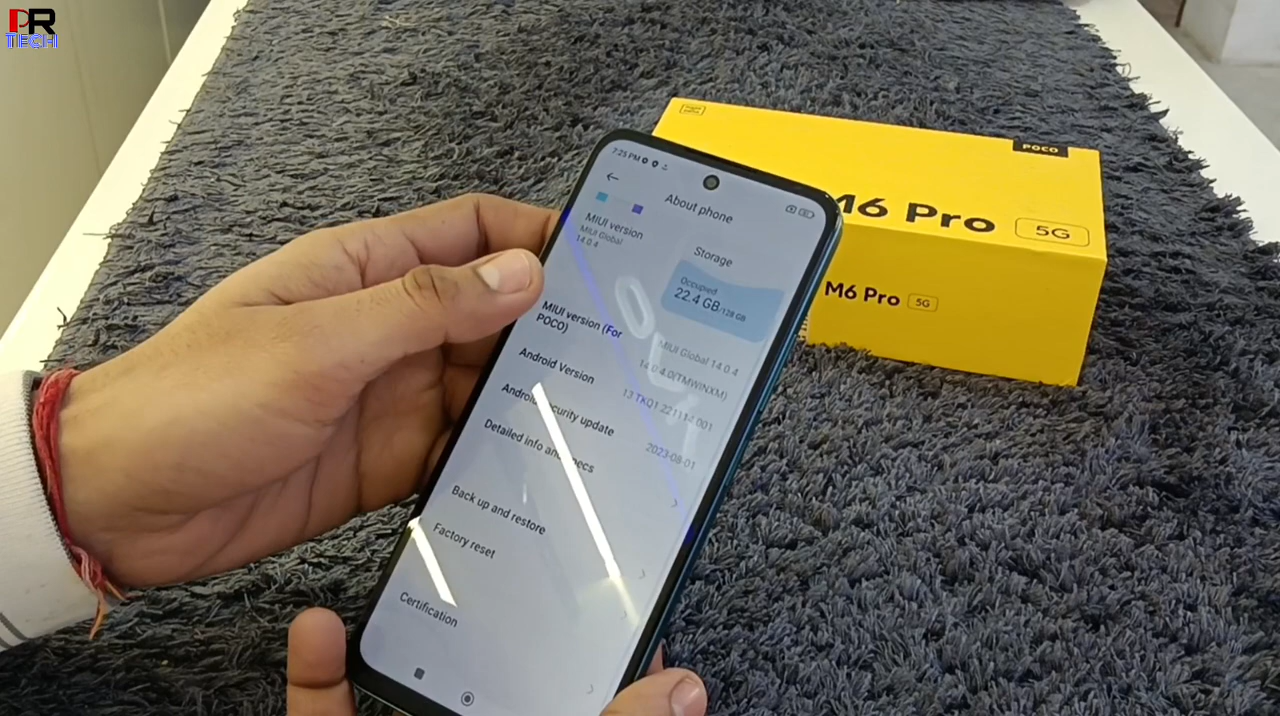 PR
TECH
POCO
M6 Pro
5G
M6 Pro 5G
7:25 PM
About phone
MIUI version
MIUI Global
14.0.4
Storage
Occupied
22.4 GB/128 GB
MIUI version (For
POCO)
MIUI Global 14.0.4
14.0.4.0(TMWINXM)
Android Version
13 TKQ1.221114.001
Android security update
2023-08-01
Detailed info and specs
Back up and restore
Factory reset
Certification